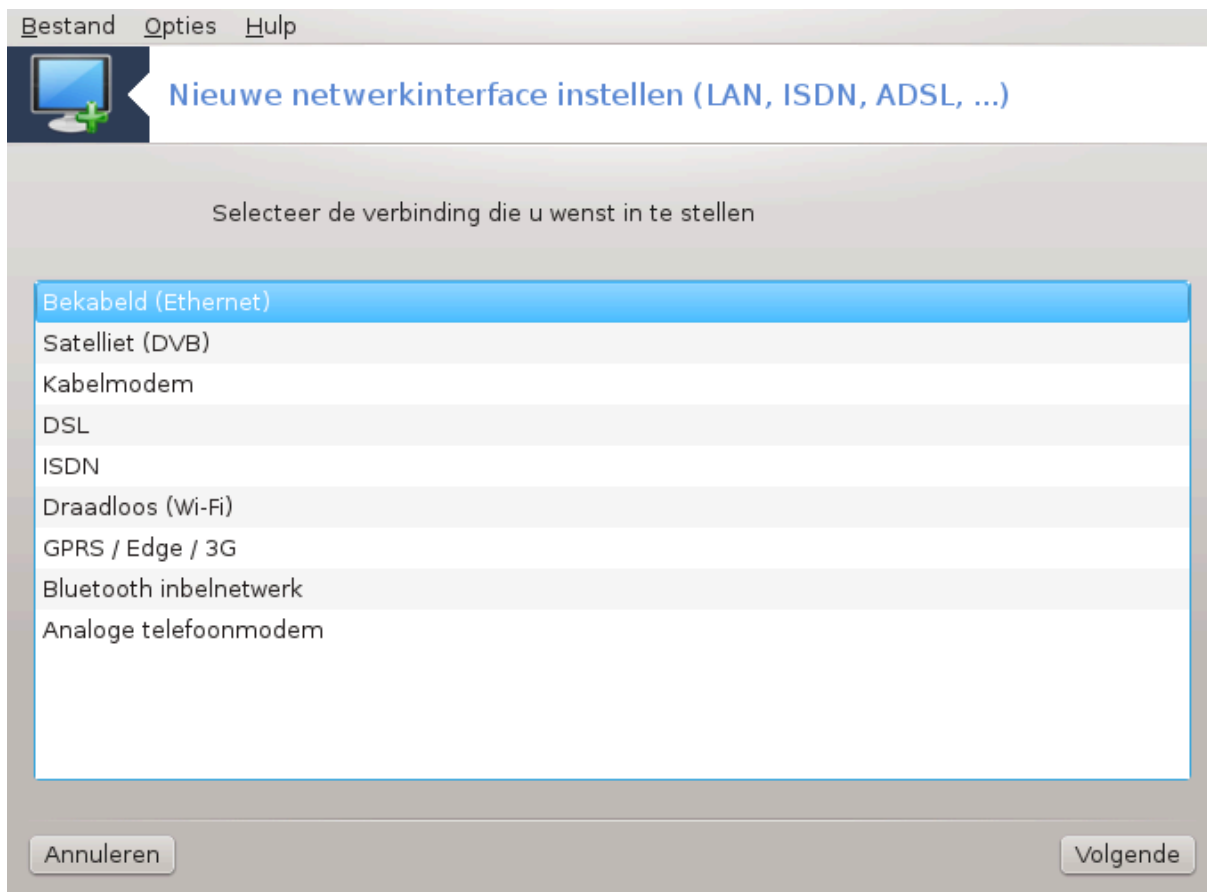 Bestand Opties Hulp
Nieuwe netwerkinterface instellen (LAN, ISDN, ADSL, ...)
Selecteer de verbinding die u wenst in te stellen
Bekabeld (Ethernet)
Satelliet (DVB)
Kabelmodem
DSL
ISDN
Draadloos (Wi-Fi)
GPRS / Edge / 3G
Bluetooth inbelnetwerk
Analoge telefoonmodem
Annuleren Volgende